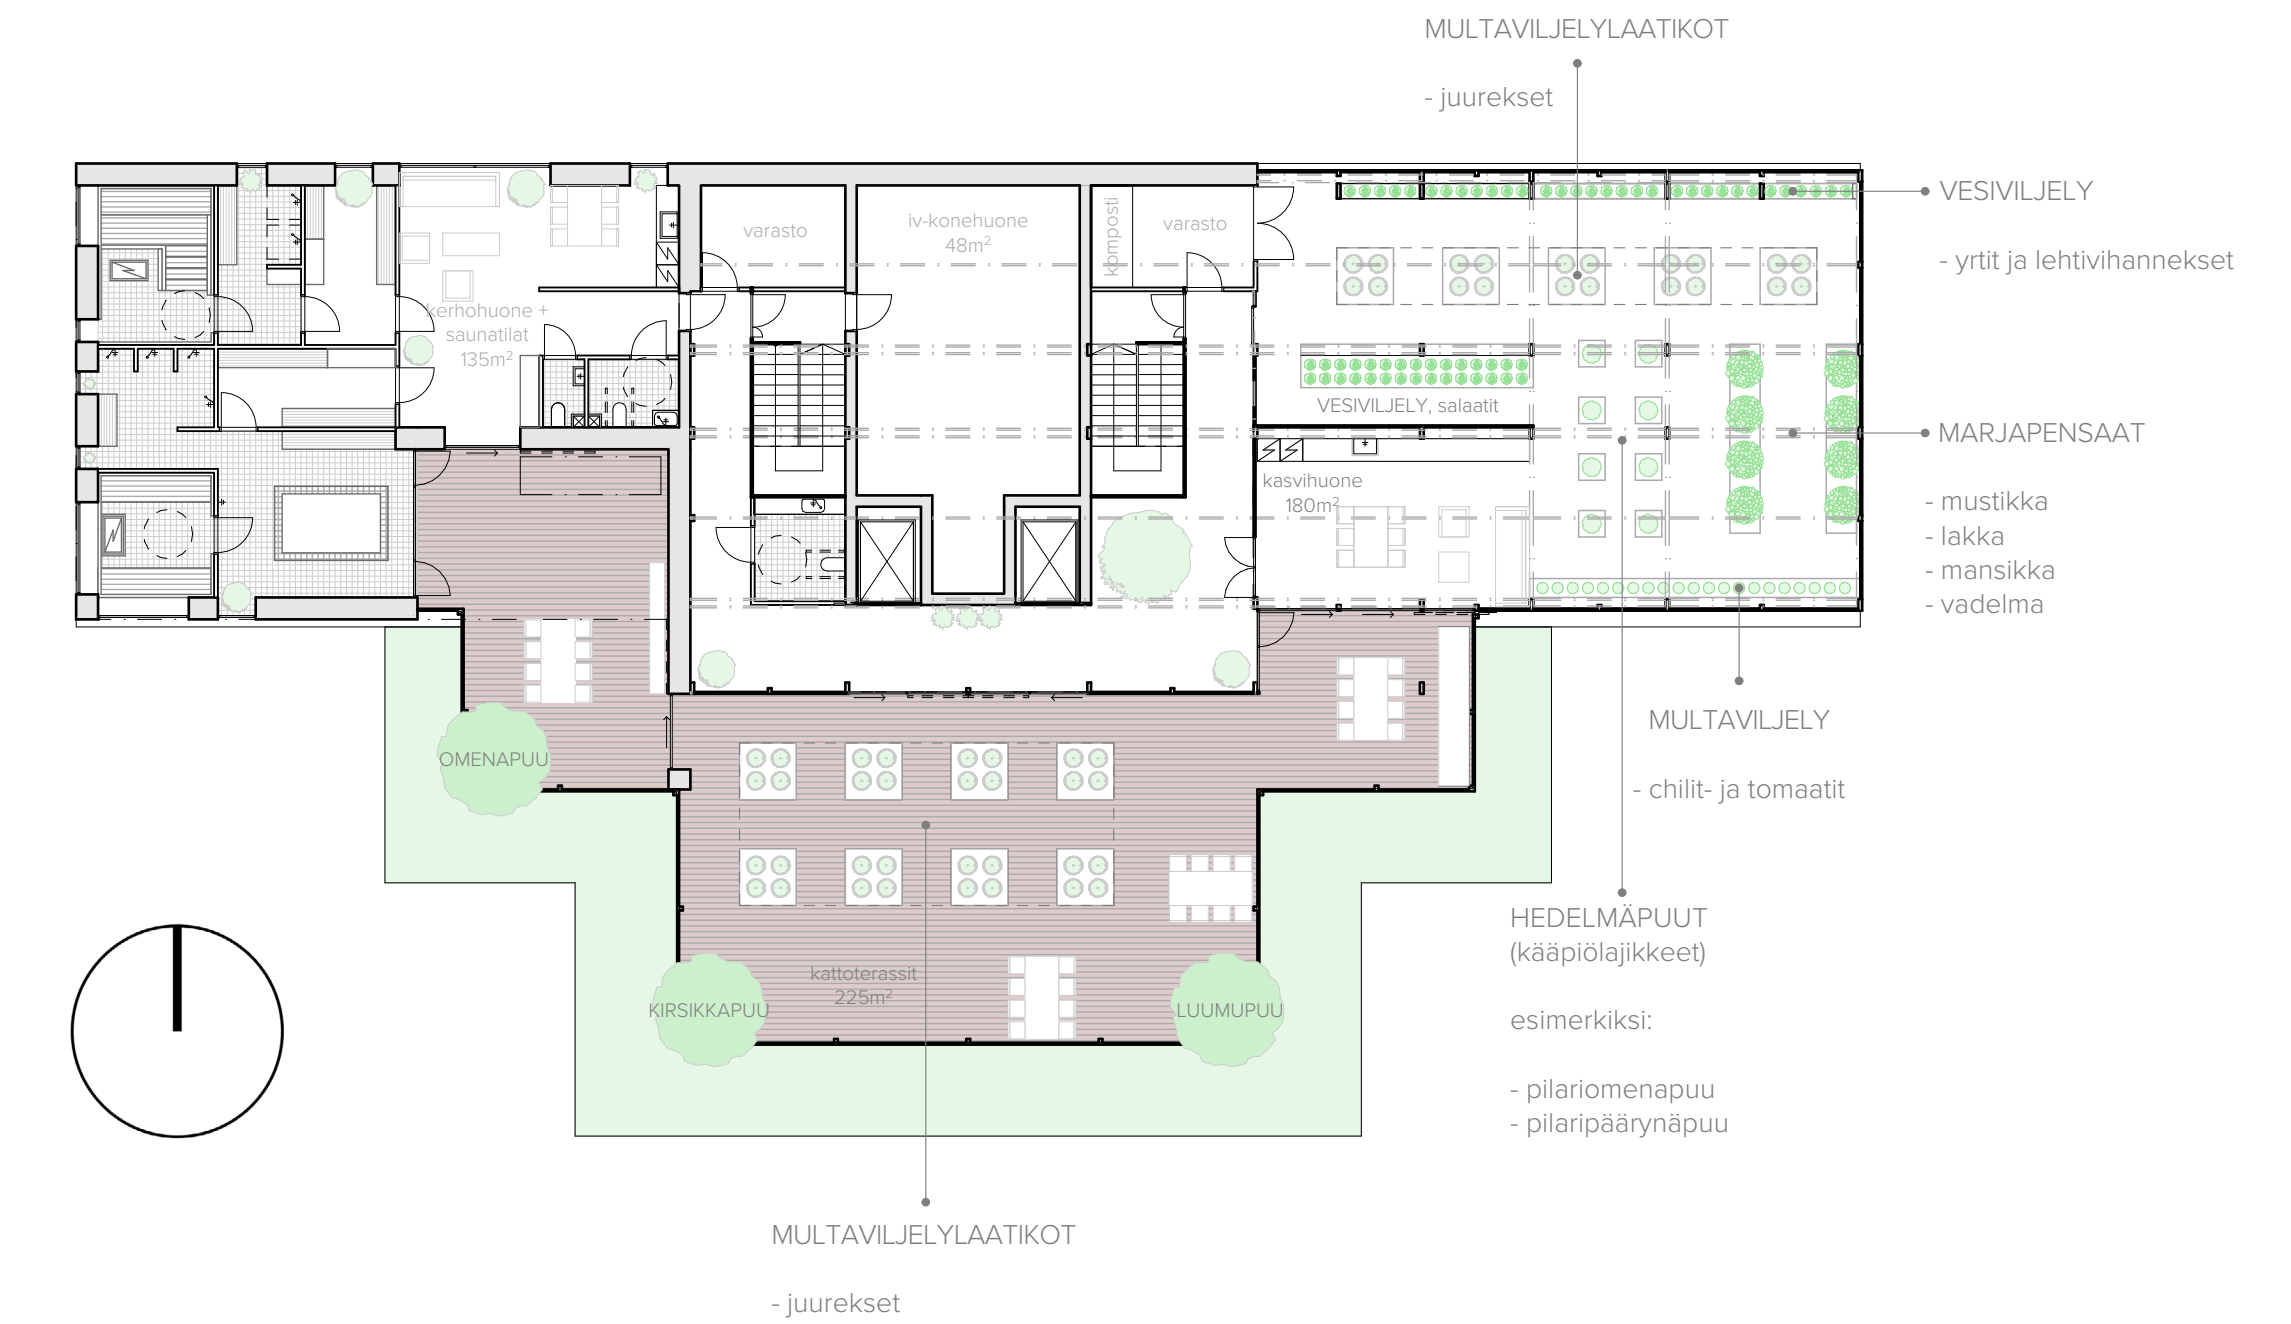 MULTAVILJELYLAATIKOT
- juurekset
VESIVILJELY
- yrtit ja lehtivihannekset
varasto
iv-konehuone
48m²
komposti
varasto
kerhohuone +
saunatilat
135m²
VESIVILJELY, salaatit
MARJAPENSAAT
- mustikka
- lakka
- mansikka
- vadelma
kasvihuone
180m²
MULTAVILJELY
- chilit- ja tomaatit
OMENAPUU
HEDELMÄPUUT
(kääpiölajikkeet)
esimerkiksi:
- pilariomenapuu
- pilaripäärynäpuu
kattoterassit
225m²
KIRSIKKAPUU
LUUMUPUU
MULTAVILJELYLAATIKOT
- juurekset